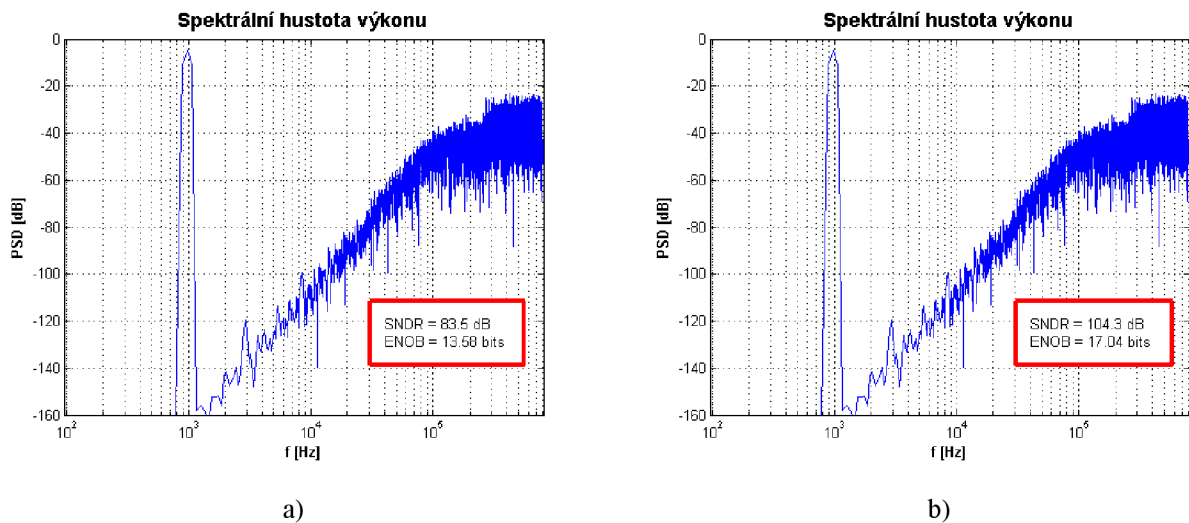 Spektrální hustota výkonu
0
-20
-40
-60
-80
-100
-120
-140
-160
PSD [dB]
SNDR = 83.5 dB
ENOB = 13.58 bits
10^2
10^3
10^4
10^5
f [Hz]
a)
Spektrální hustota výkonu
0
-20
-40
-60
-80
-100
-120
-140
-160
PSD [dB]
SNDR = 104.3 dB
ENOB = 17.04 bits
10^2
10^3
10^4
10^5
f [Hz]
b)